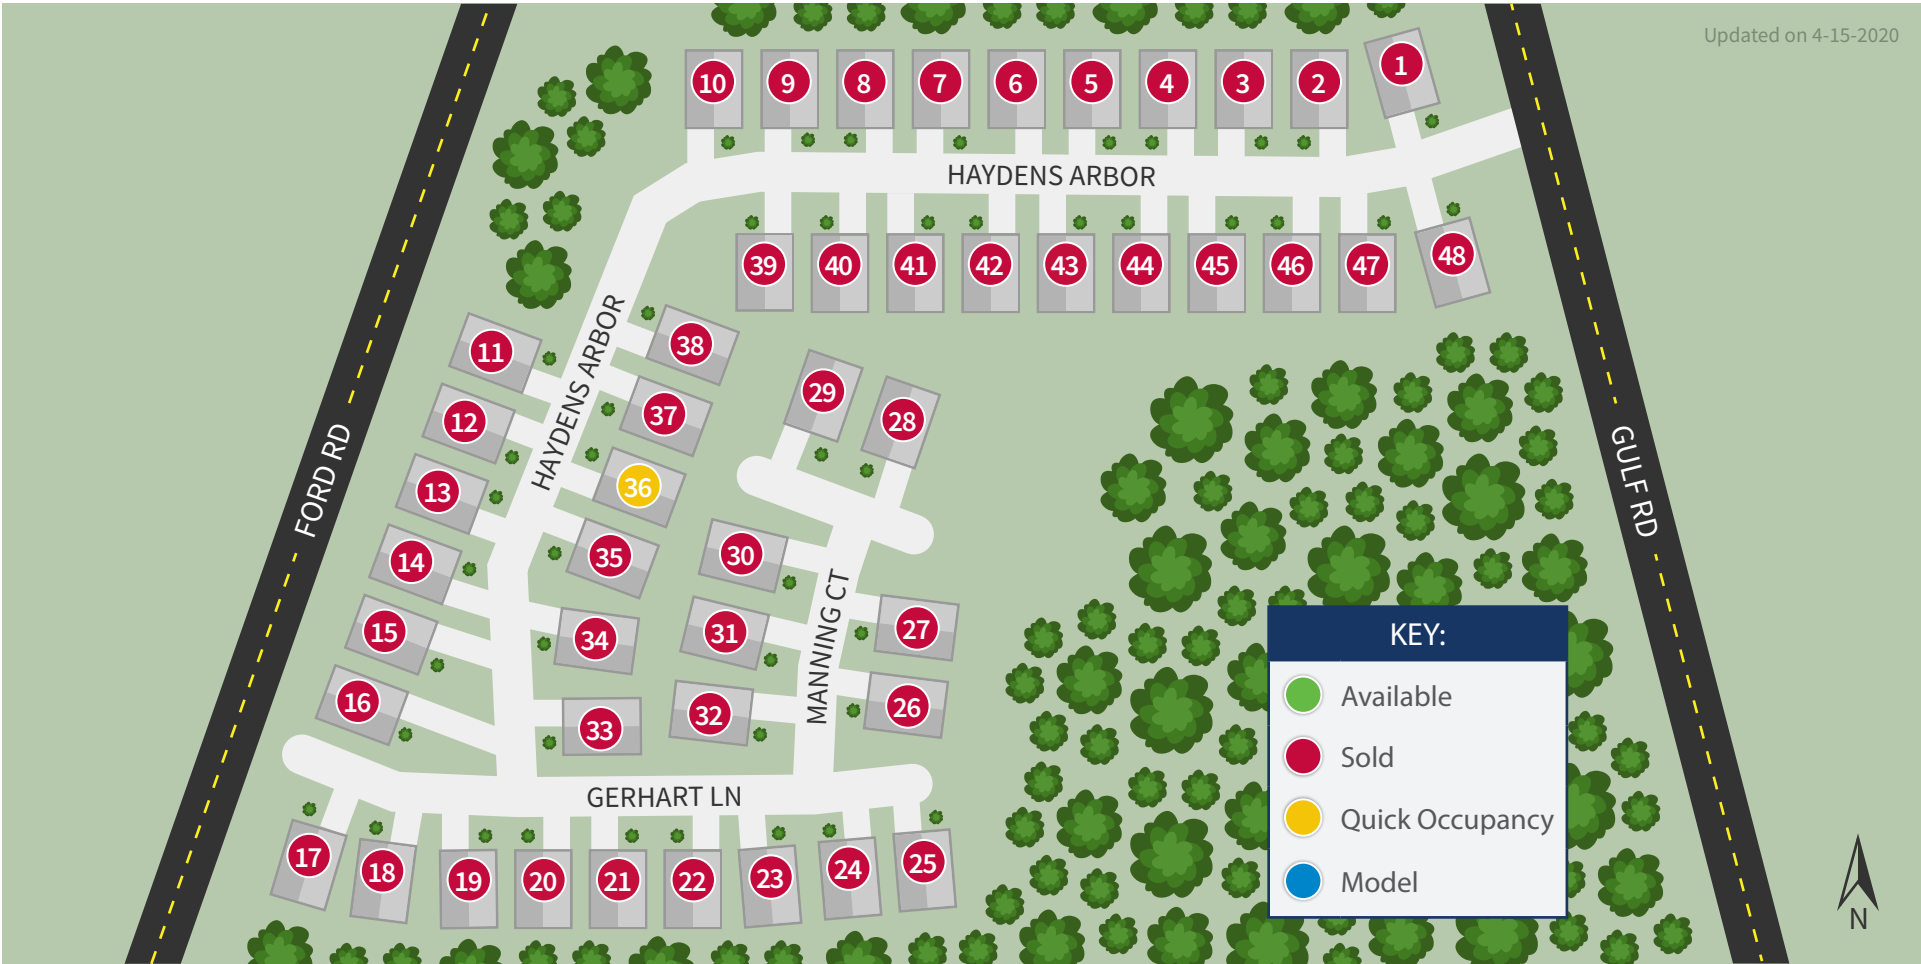 Updated on 4-15-2020
10 9 8 7 6 5 4 3 2 1
HAYDENS ARBOR
39 40 41 42 43 44 45 46 47 48
11 38
12 37
13 36
14 35
15 34
16 33
HAYDENS ARBOR
FORD RD
29 28
30
31 27
32 26
MANNING CT
GULF RD
GERHART LN
17 18 19 20 21 22 23 24 25
KEY:
Available
Sold
Quick Occupancy
Model
N